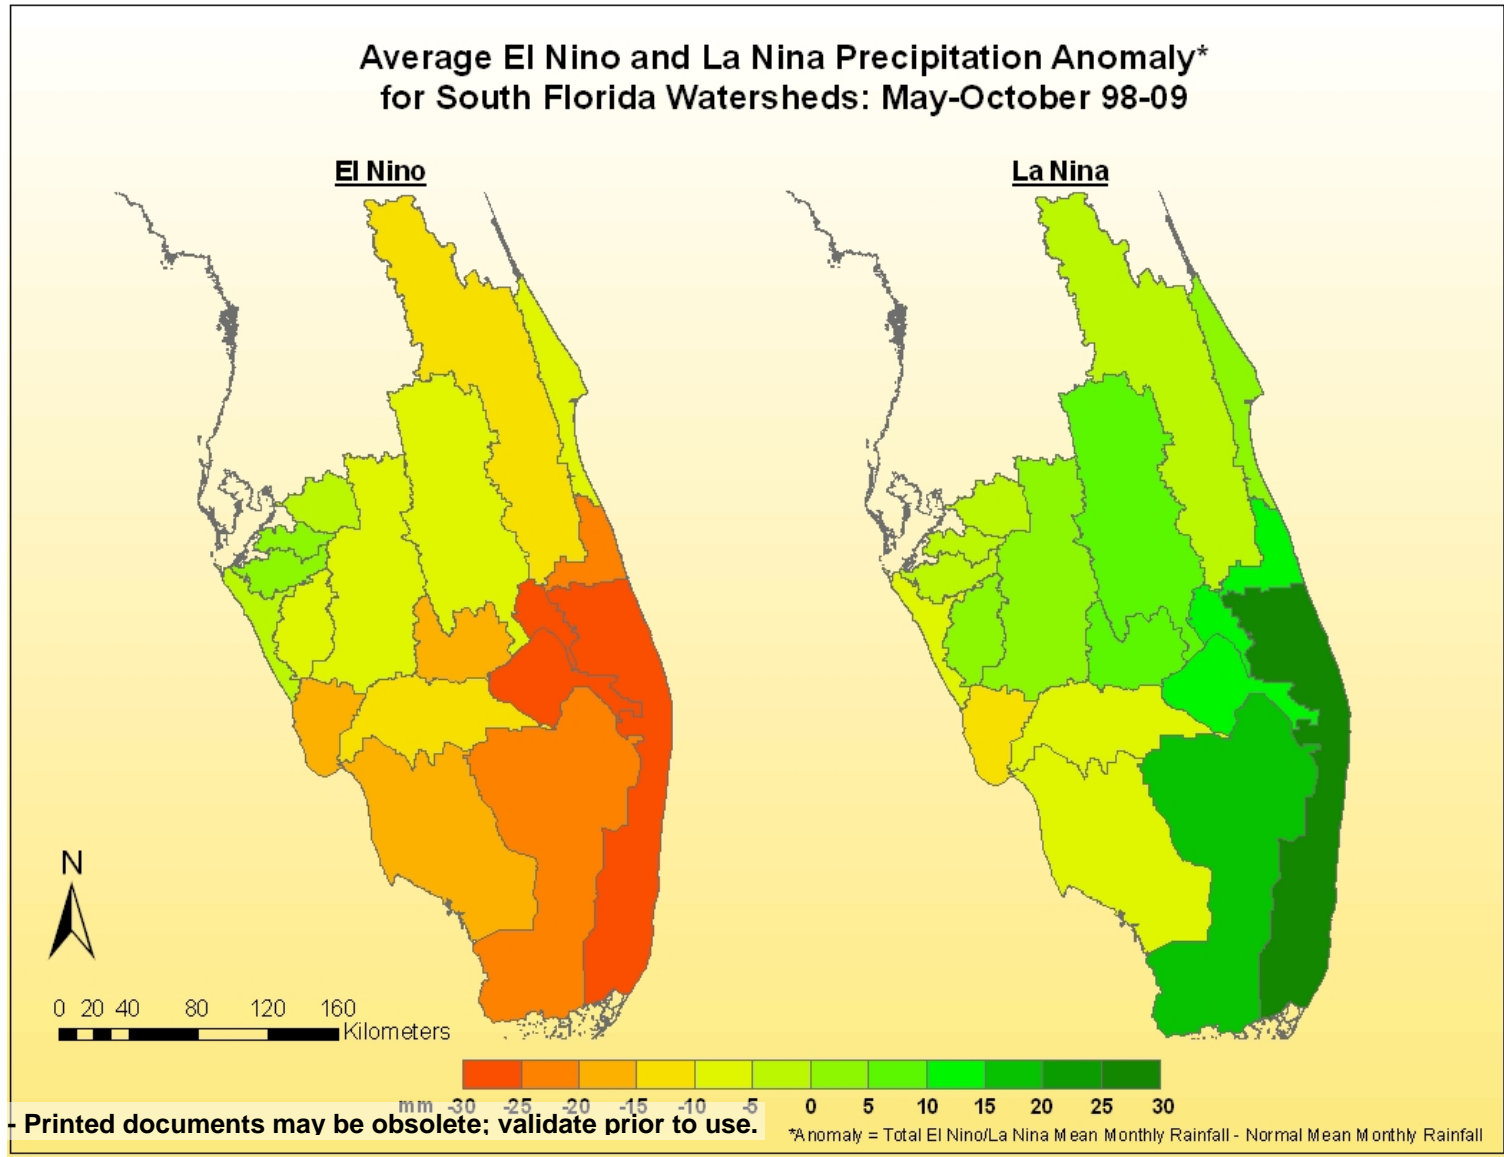 Average El Nino and La Nina Precipitation Anomaly*
for South Florida Watersheds: May-October 98-09
El Nino
La Nina
N
0 20 40 80 120 160
Kilometers
mm -30 -25 -20 -15 -10 -5 0 5 10 15 20 25 30
- Printed documents may be obsolete; validate prior to use.
*Anomaly = Total El Nino/La Nina Mean Monthly Rainfall - Normal Mean Monthly Rainfall